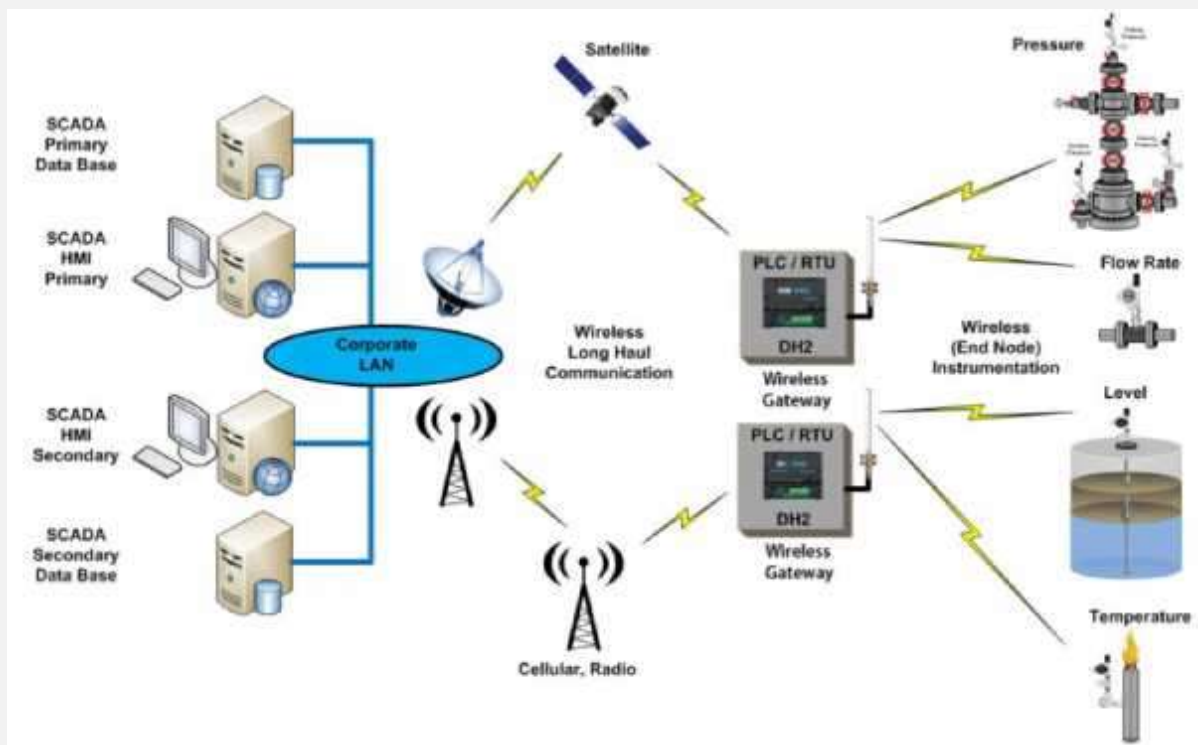 SCADA
Primary
Data Base
SCADA
HMI
Primary
SCADA
HMI
Secondary
SCADA
Secondary
Data Base
Corporate
LAN
Satellite
Wireless
Long Haul
Communication
Cellular, Radio
PLC / RTU
DH2
Wireless
Gateway
PLC / RTU
DH2
Wireless
Gateway
Wireless
(End Node)
Instrumentation
Pressure
Flow Rate
Level
Temperature